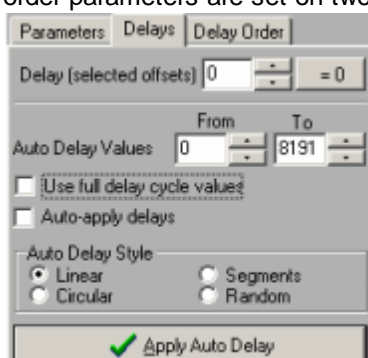 order parameters are set on two
Parameters Delays Delay Order
Delay (selected offsets) 0 = 0
From To
Auto Delay Values 0 8191
Use full delay cycle values
Auto-apply delays
Auto Delay Style
Linear Segments
Circular Random
Apply Auto Delay